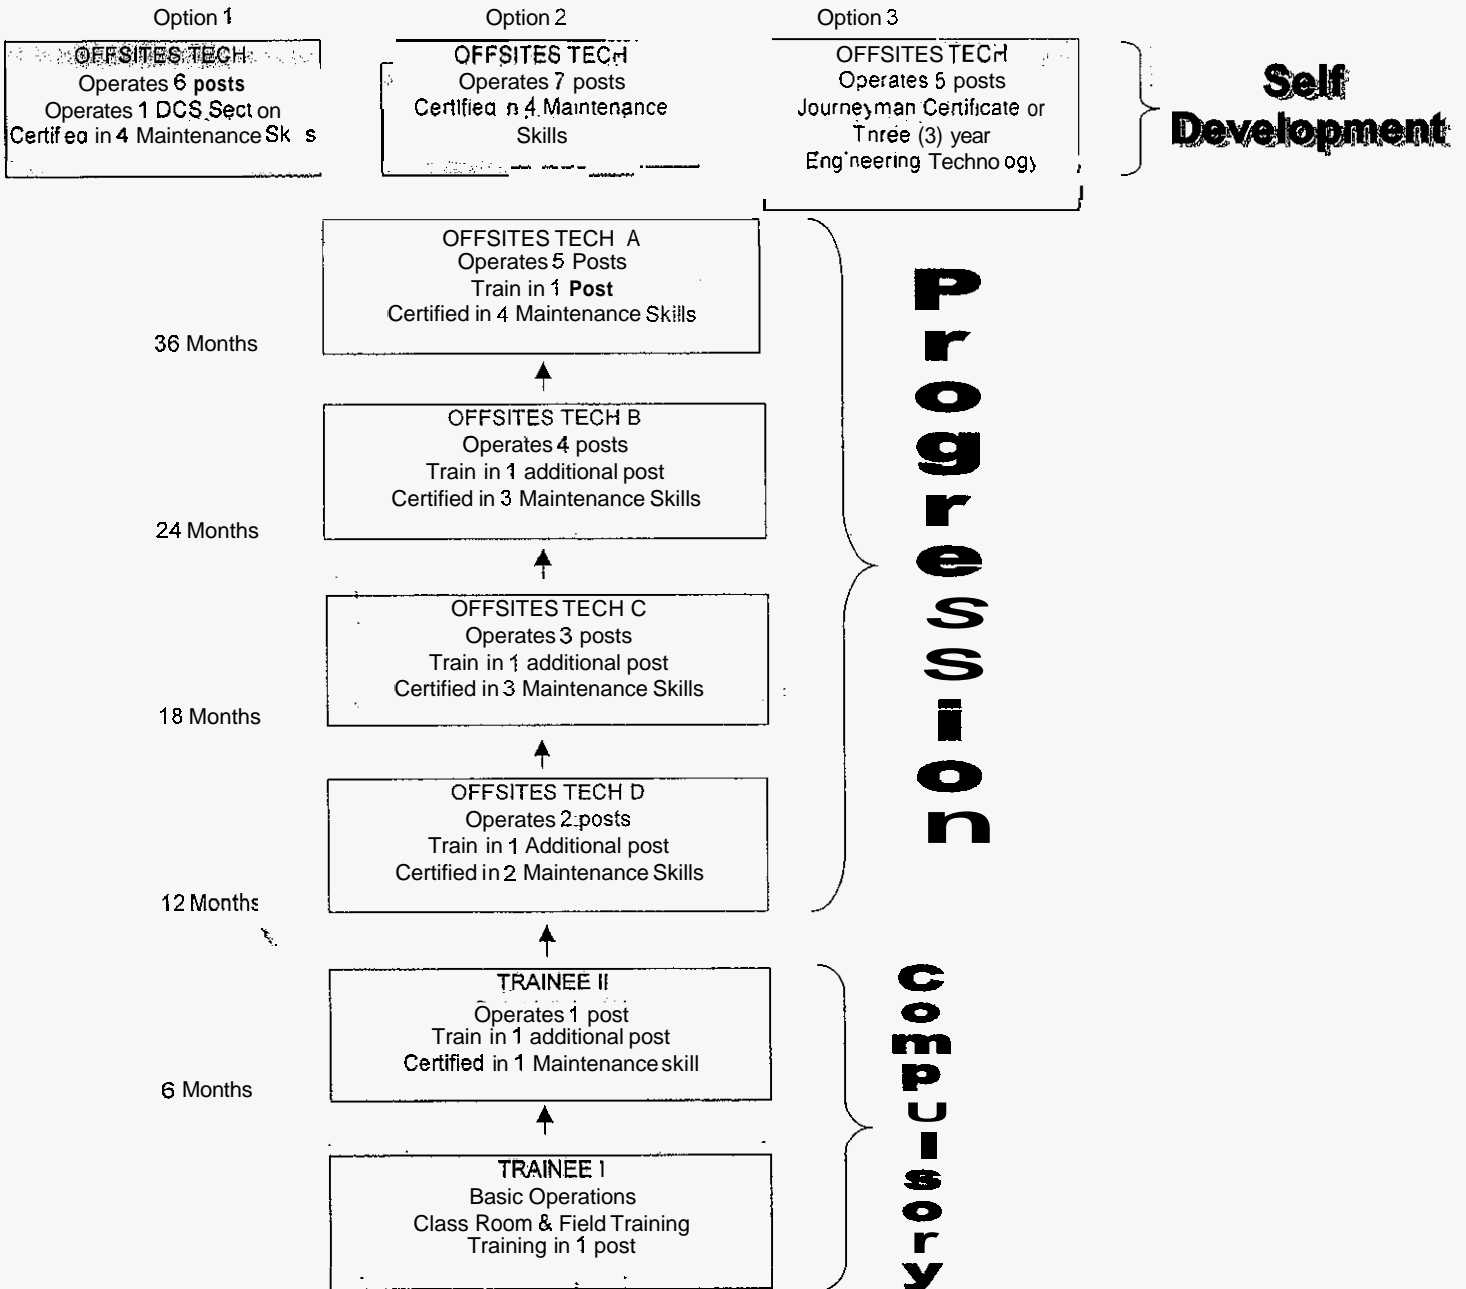 Option 1
OFFSITES TECH
Operates 6 posts
Operates 1 DCS Sect on
Certif ed in 4 Maintenance Sk s
Option 2
OFFSITES TECH
Operates 7 posts
Certified n 4 Maintenance
Skills
Option 3
OFFSITES TECH
Operates 5 posts
Journeyman Certificate or
Three (3) year
Engineering Techno ogy
Self
Development
OFFSITES TECH A
Operates 5 Posts
Train in 1 Post
Certified in 4 Maintenance Skills
36 Months
OFFSITES TECH B
Operates 4 posts
Train in 1 additional post
Certified in 3 Maintenance Skills
24 Months
OFFSITES TECH C
Operates 3 posts
Train in 1 additional post
Certified in 3 Maintenance Skills
18 Months
OFFSITES TECH D
Operates 2 posts
Train in 1 Additional post
Certified in 2 Maintenance Skills
12 Months
Progression
TRAINEE II
Operates 1 post
Train in 1 additional post
Certified in 1 Maintenance skill
6 Months
TRAINEE I
Basic Operations
Class Room & Field Training
Training in 1 post
Compulsory